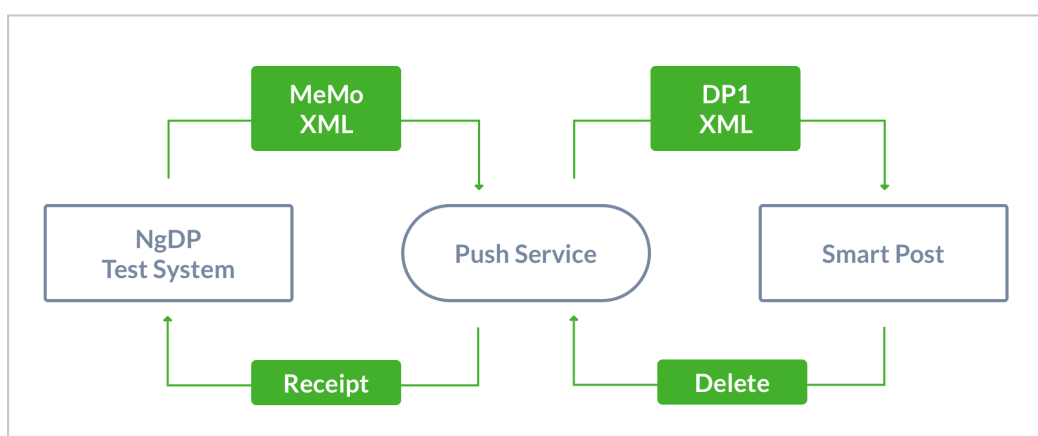 MeMo
XML
DP1
XML
NgDP
Test System
Push Service
Smart Post
Receipt
Delete